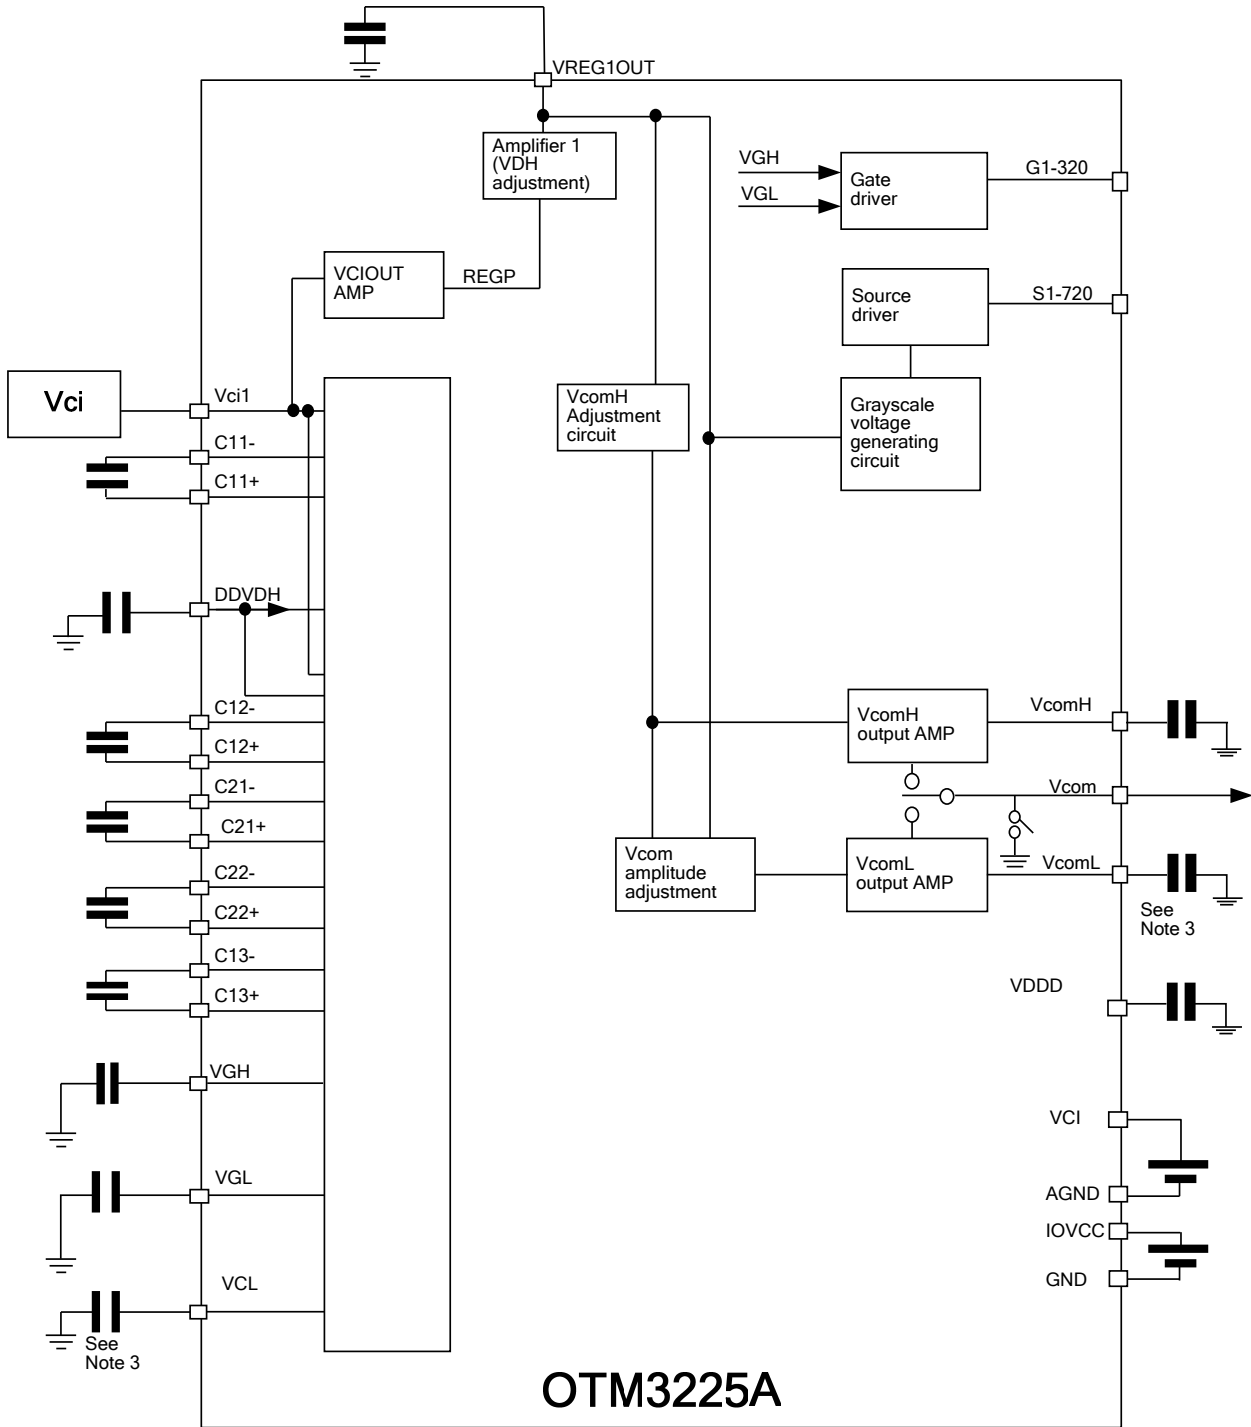 VREG1OUT
Amplifier 1
(VDH
adjustment)
VGH
VGL
Gate
driver
G1-320
VCIOUT
AMP
REGP
Source
driver
S1-720
Vci
Vci1
C11-
C11+
VcomH
Adjustment
circuit
Grayscale
voltage
generating
circuit
DDVDH
C12-
C12+
C21-
C21+
C22-
C22+
C13-
C13+
VcomH
output AMP
VcomH
Vcom
Vcom
amplitude
adjustment
VcomL
output AMP
VcomL
See
Note 3
VDDD
VGH
VCI
VGL
AGND
IOVCC
GND
VCL
See
Note 3
OTM3225A